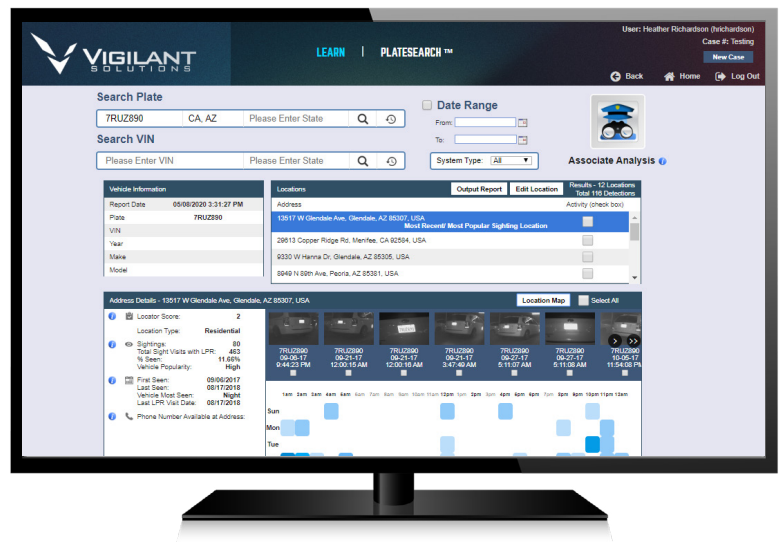 User: Heather Richardson (hrichardson)
Case #: Testing
New Case
VIGILANT
SOLUTIONS
LEARN | PLATESEARCH ™
Back Home Log Out
Search Plate
7RUZ890 CA, AZ Please Enter State
Search VIN
Please Enter VIN Please Enter State
Date Range
From:
To:
System Type: All
Associate Analysis
Vehicle Information
Report Date 05/08/2020 3:31:27 PM
Plate 7RUZ890
VIN
Year
Make
Model
Locations Output Report Edit Location Results - 12 Locations
Total 116 Detections
Address Activity (check box)
13517 W Glendale Ave, Glendale, AZ 85307, USA
Most Recent/ Most Popular Sighting Location
29613 Copper Ridge Rd, Menifee, CA 92584, USA
9330 W Hanna Dr, Glendale, AZ 85305, USA
8949 N 89th Ave, Peoria, AZ 85381, USA
Address Details - 13517 W Glendale Ave, Glendale, AZ 85307, USA Location Map Select All
Locator Score: 2
Location Type: Residential
Sightings: 80
Total Sight Visits with LPR: 463
% Seen: 11.66%
Vehicle Popularity: High
First Seen: 09/06/2017
Last Seen: 08/17/2018
Vehicle Most Seen: Night
Last LPR Visit Date: 08/17/2018
Phone Number Available at Address:
7RUZ890 7RUZ890 7RUZ890 7RUZ890 7RUZ890 7RUZ890 7RUZ890
09-06-17 09-21-17 09-21-17 09-21-17 09-27-17 09-27-17 10-05-17
9:44:23 PM 12:00:15 AM 12:00:16 AM 3:47:49 AM 5:11:07 AM 5:11:08 AM 11:54:08 PM
1am 2am 3am 4am 5am 6am 7am 8am 9am 10am 11am 12pm 1pm 2pm 3pm 4pm 5pm 6pm 7pm 8pm 9pm 10pm 11pm 12am
Sun
Mon
Tue